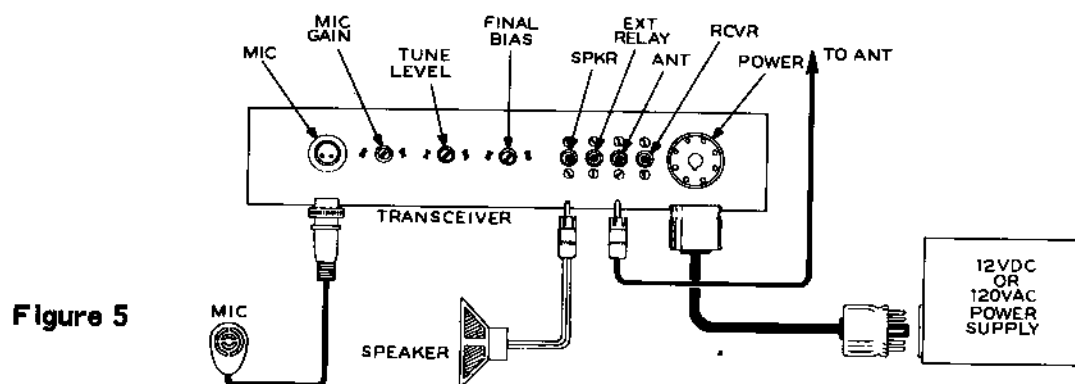 MIC
MIC
GAIN
TUNE
LEVEL
FINAL
BIAS
SPKR
EXT
RELAY
ANT
RCVR
POWER
TO ANT
TRANSCEIVER
Figure 5
MIC
SPEAKER
12VDC
OR
120VAC
POWER
SUPPLY